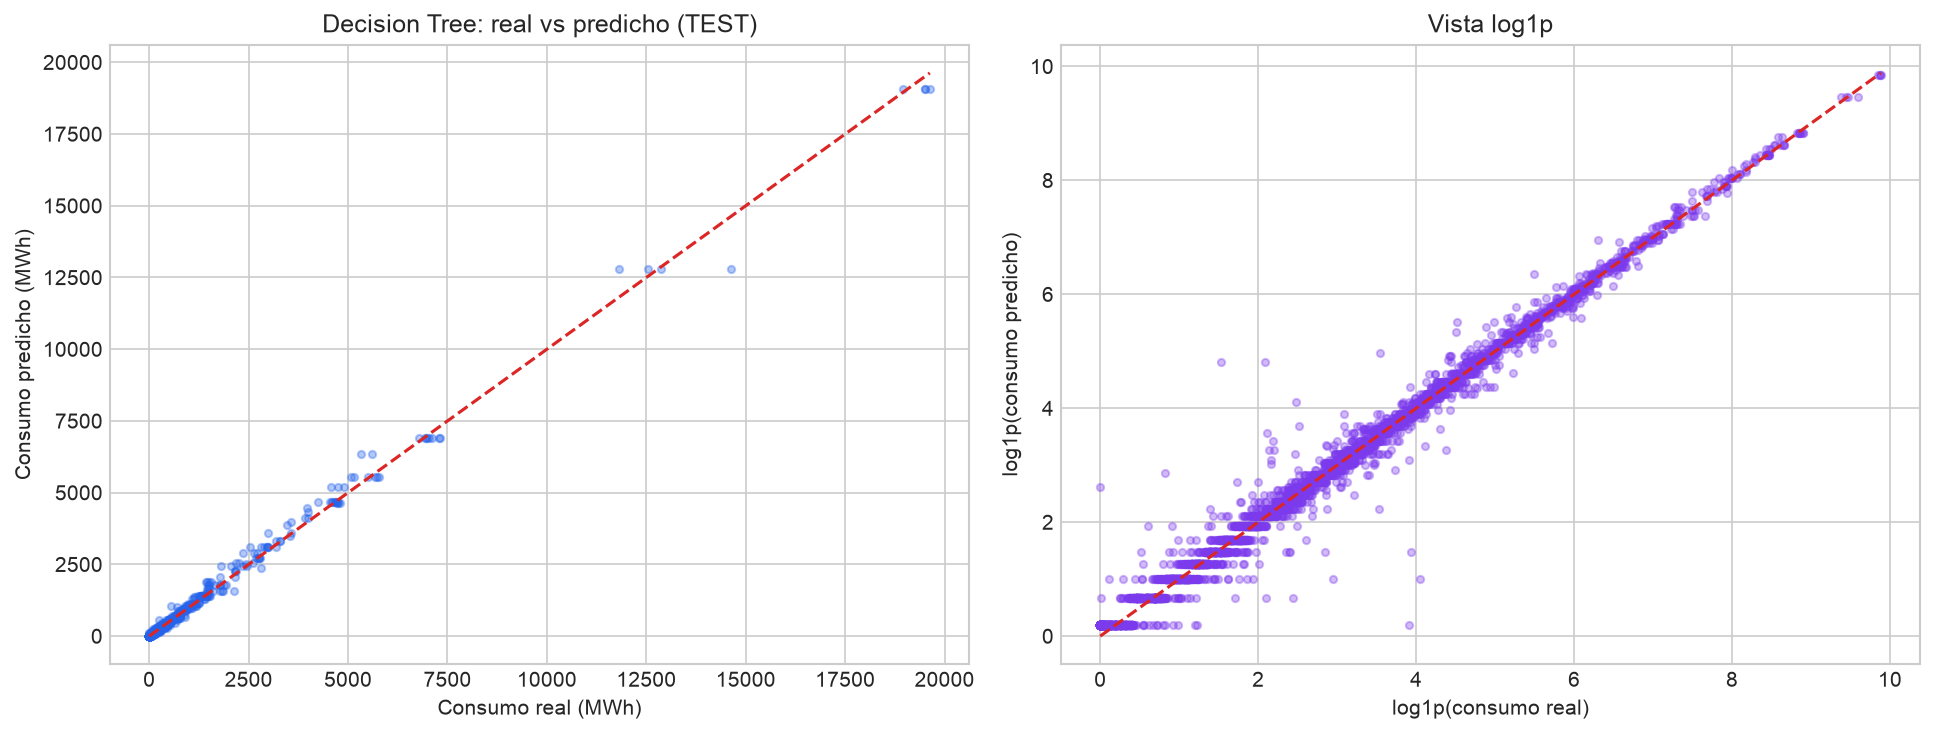 Decision Tree: real vs predicho (TEST)
Consumo predicho (MWh)
20000
17500
15000
12500
10000
7500
5000
2500
0
0 2500 5000 7500 10000 12500 15000 17500 20000
Consumo real (MWh)
Vista log1p
log1p(consumo predicho)
10
8
6
4
2
0
0 2 4 6 8 10
log1p(consumo real)